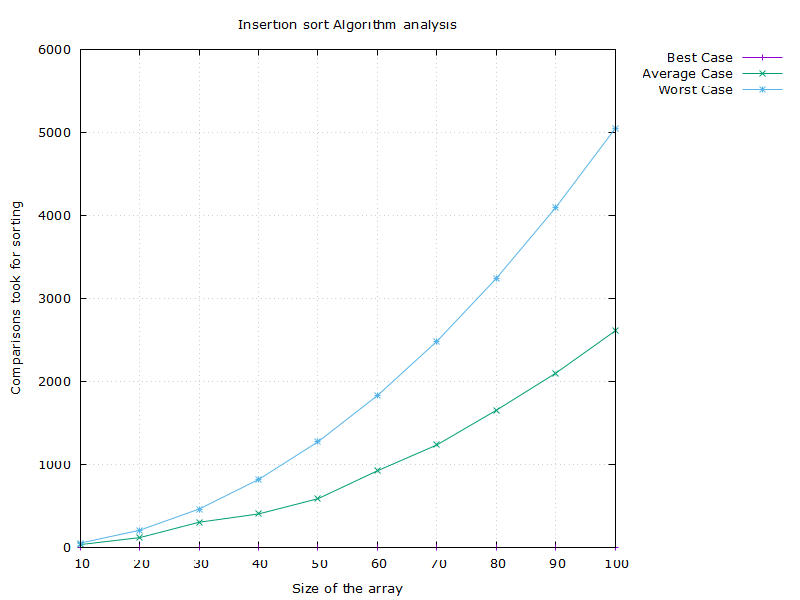 Insertion sort Algorithm analysis
6000
5000
4000
3000
2000
1000
0
10 20 30 40 50 60 70 80 90 100
Comparisons took for sorting
Size of the array
Best Case
Average Case
Worst Case